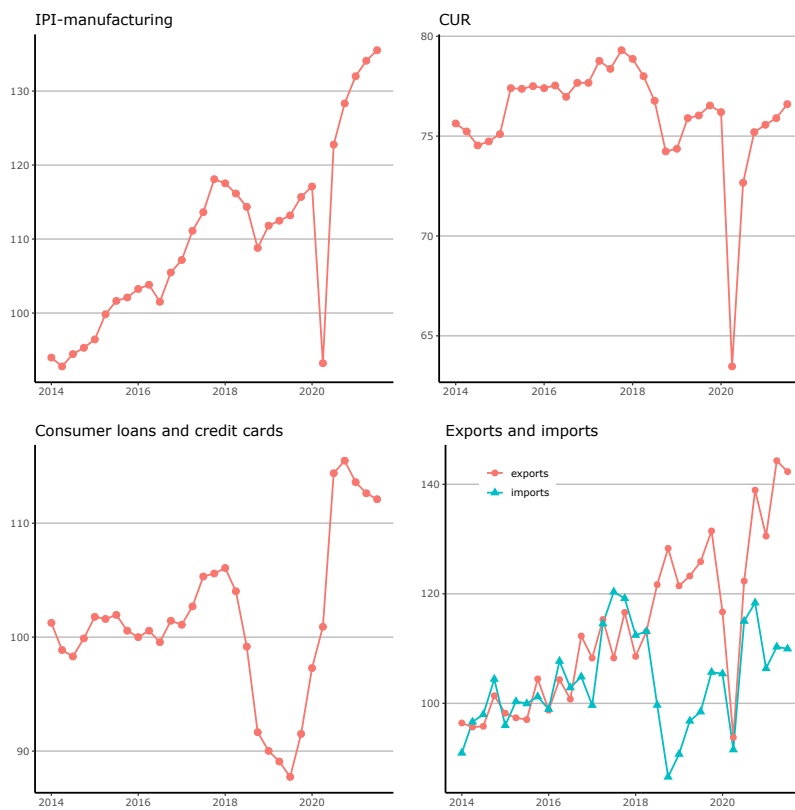 IPI-manufacturing
130
120
110
100
2014 2016 2018 2020
CUR
80
75
70
65
2014 2016 2018 2020
Consumer loans and credit cards
110
100
90
2014 2016 2018 2020
Exports and imports
exports
imports
140
120
100
2014 2016 2018 2020